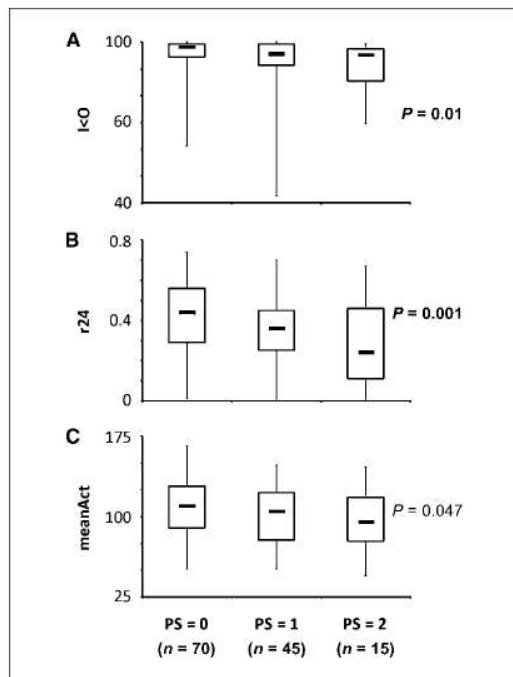 A
100
60
40
I<O
P = 0.01
B
0.8
0.4
0
r24
P = 0.001
C
175
100
25
meanAct
P = 0.047
PS = 0 PS = 1 PS = 2
(n = 70) (n = 45) (n = 15)